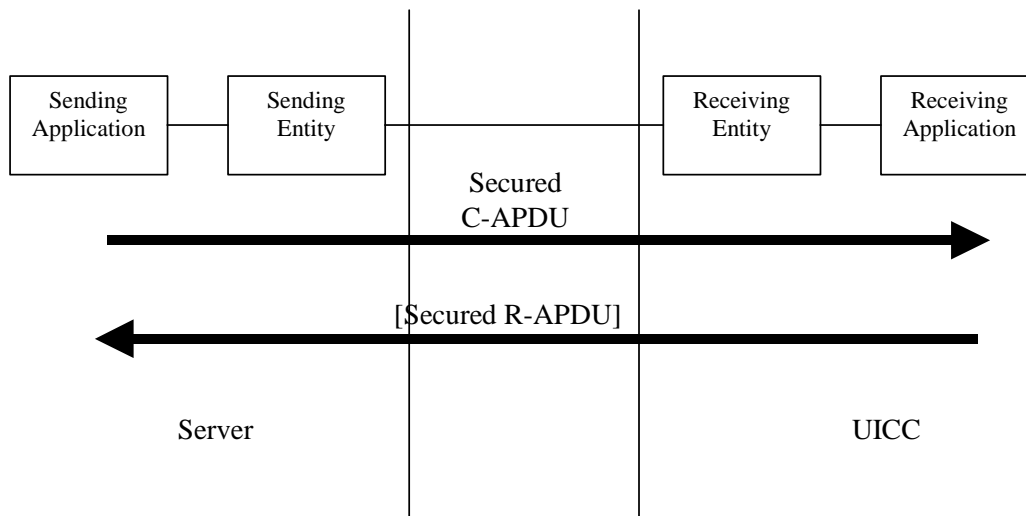 Sending
Application
Sending
Entity
Receiving
Entity
Receiving
Application
Secured
C-APDU
[Secured R-APDU]
Server
UICC